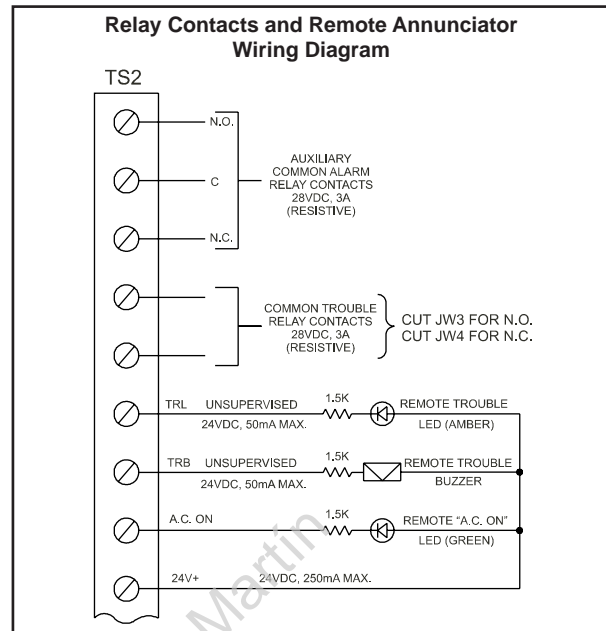 Relay Contacts and Remote Annunciator
Wiring Diagram
TS2
N.O.
C
N.C.
AUXILIARY
COMMON ALARM
RELAY CONTACTS
28VDC, 3A
(RESISTIVE)
COMMON TROUBLE
RELAY CONTACTS
28VDC, 3A
(RESISTIVE)
CUT JW3 FOR N.O.
CUT JW4 FOR N.C.
TRL UNSUPERVISED 1.5K REMOTE TROUBLE
24VDC, 50mA MAX. LED (AMBER)
TRB UNSUPERVISED 1.5K REMOTE TROUBLE
24VDC, 50mA MAX. BUZZER
A.C. ON 1.5K REMOTE "A.C. ON"
LED (GREEN)
24V+ 24VDC, 250mA MAX.
Martin